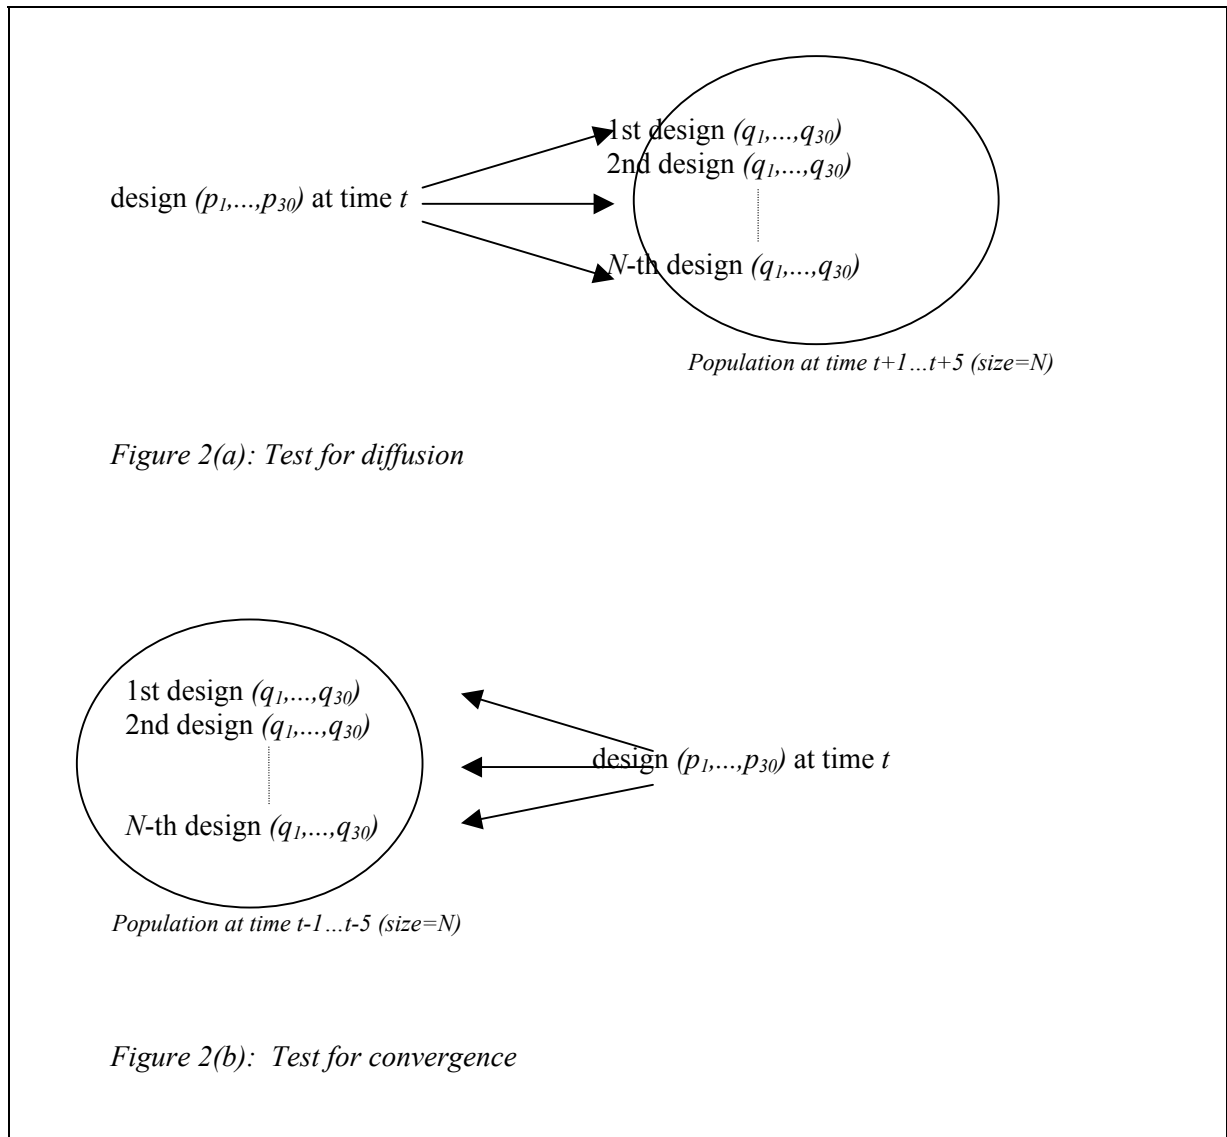 1st design (q1,...,q30)
2nd design (q1,...,q30)
design (p1,...,p30) at time t
N-th design (q1,...,q30)
Population at time t+1…t+5 (size=N)
Figure 2(a): Test for diffusion
1st design (q1,...,q30)
2nd design (q1,...,q30)
design (p1,...,p30) at time t
N-th design (q1,...,q30)
Population at time t-1…t-5 (size=N)
Figure 2(b): Test for convergence